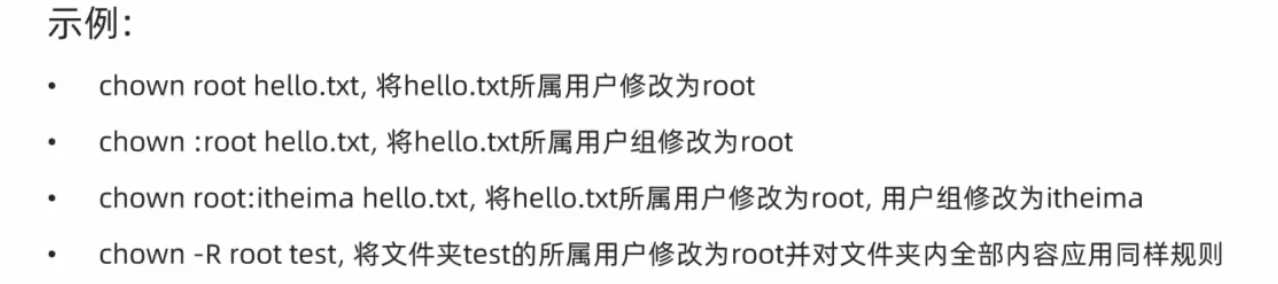 示例：
• chown root hello.txt, 将hello.txt所属用户修改为root
• chown :root hello.txt, 将hello.txt所属用户组修改为root
• chown root:itheima hello.txt, 将hello.txt所属用户修改为root, 用户组修改为itheima
• chown -R root test, 将文件夹test的所属用户修改为root并对文件夹内全部内容应用同样规则